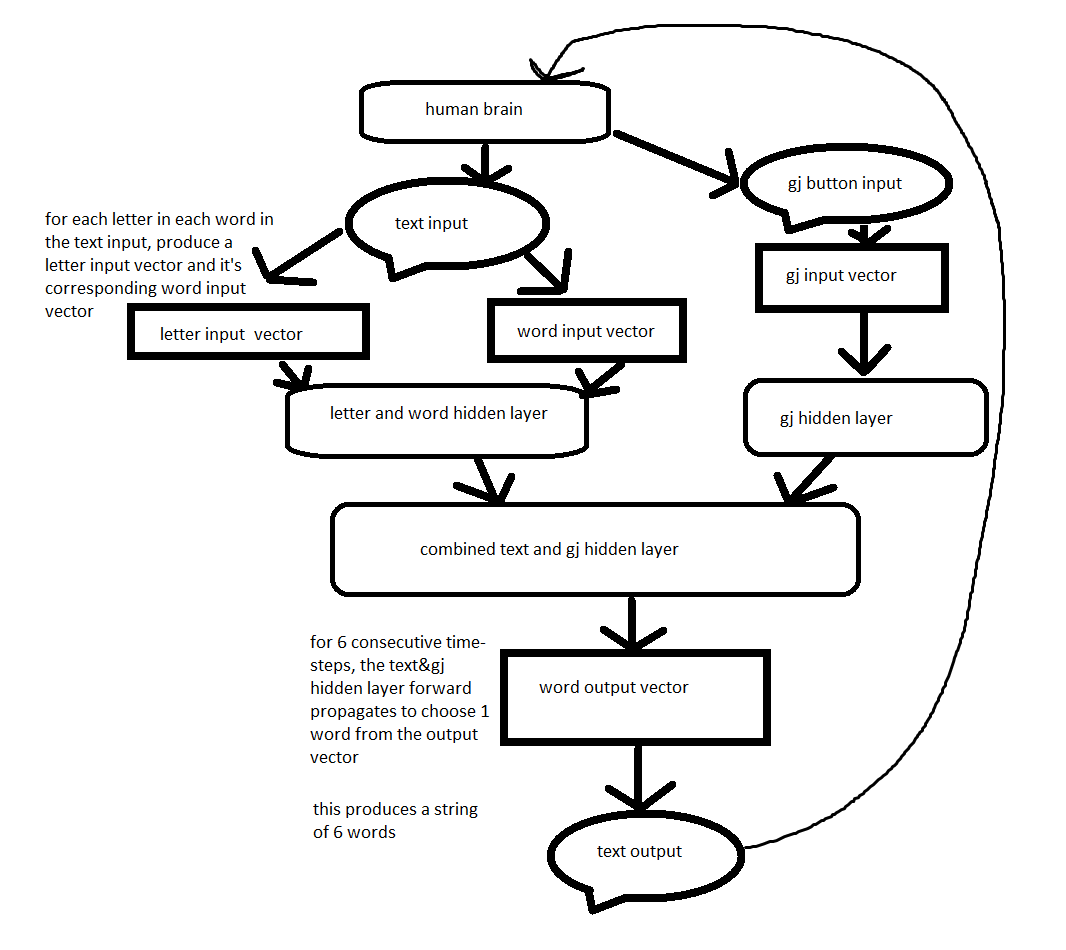 human brain
gj button input
text input
for each letter in each word in
the text input, produce a
letter input vector and it's
corresponding word input
vector
gj input vector
letter input  vector
word input vector
letter and word hidden layer
gj hidden layer
combined text and gj hidden layer
for 6 consecutive time-
steps, the text&gj
hidden layer forward
propagates to choose 1
word from the output
vector
word output vector
this produces a string
of 6 words
text output